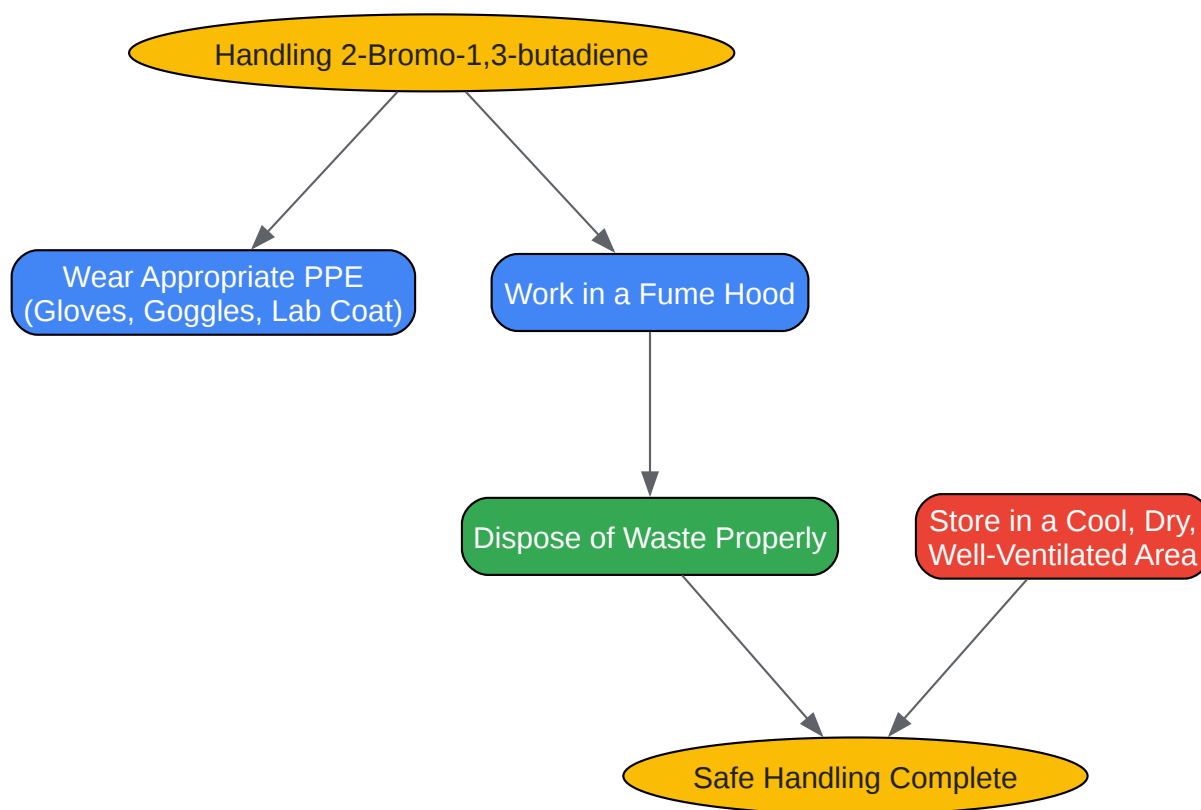 Handling 2-Bromo-1,3-butadiene
Wear Appropriate PPE
(Gloves, Goggles, Lab Coat)
Work in a Fume Hood
Dispose of Waste Properly
Store in a Cool, Dry,
Well-Ventilated Area
Safe Handling Complete